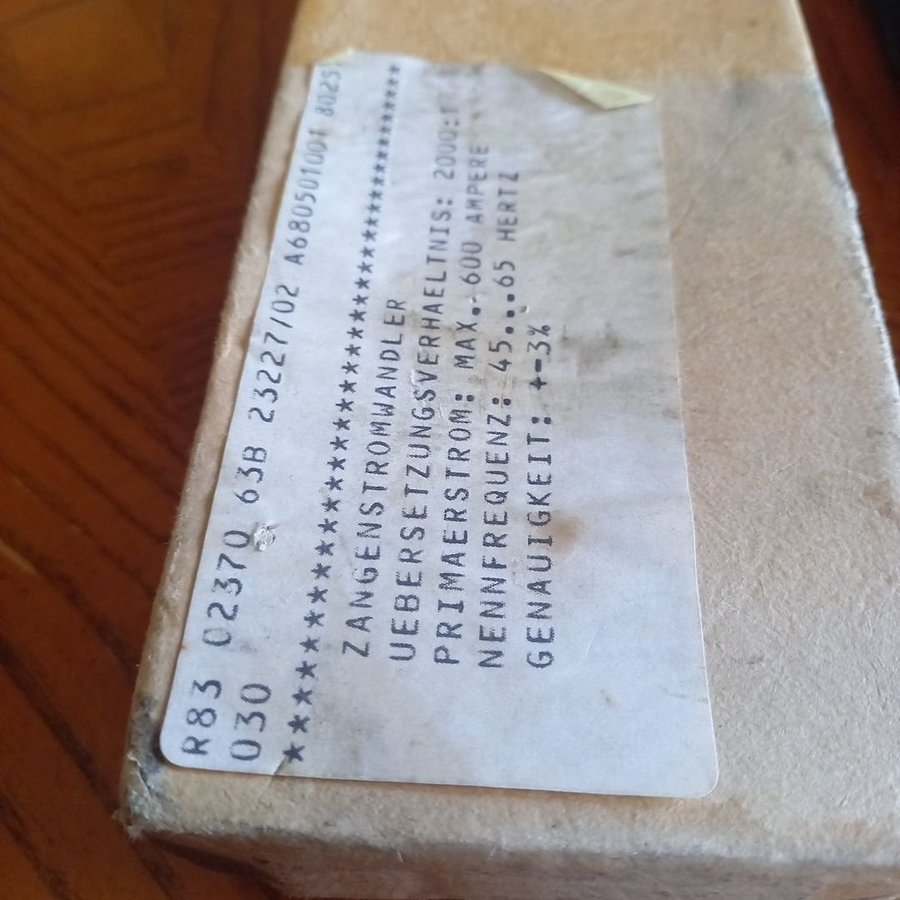 R83 02370 63B 23227/02 A680501001 8025
030
****************************************
ZANGENSTROMWANDLER
UEBERSETZUNGSVERHAELTNIS: 2000:1
PRIMAERSTROM: MAX. 600 AMPERE
NENNFREQUENZ: 45...65 HERTZ
GENAUIGKEIT: +-3%